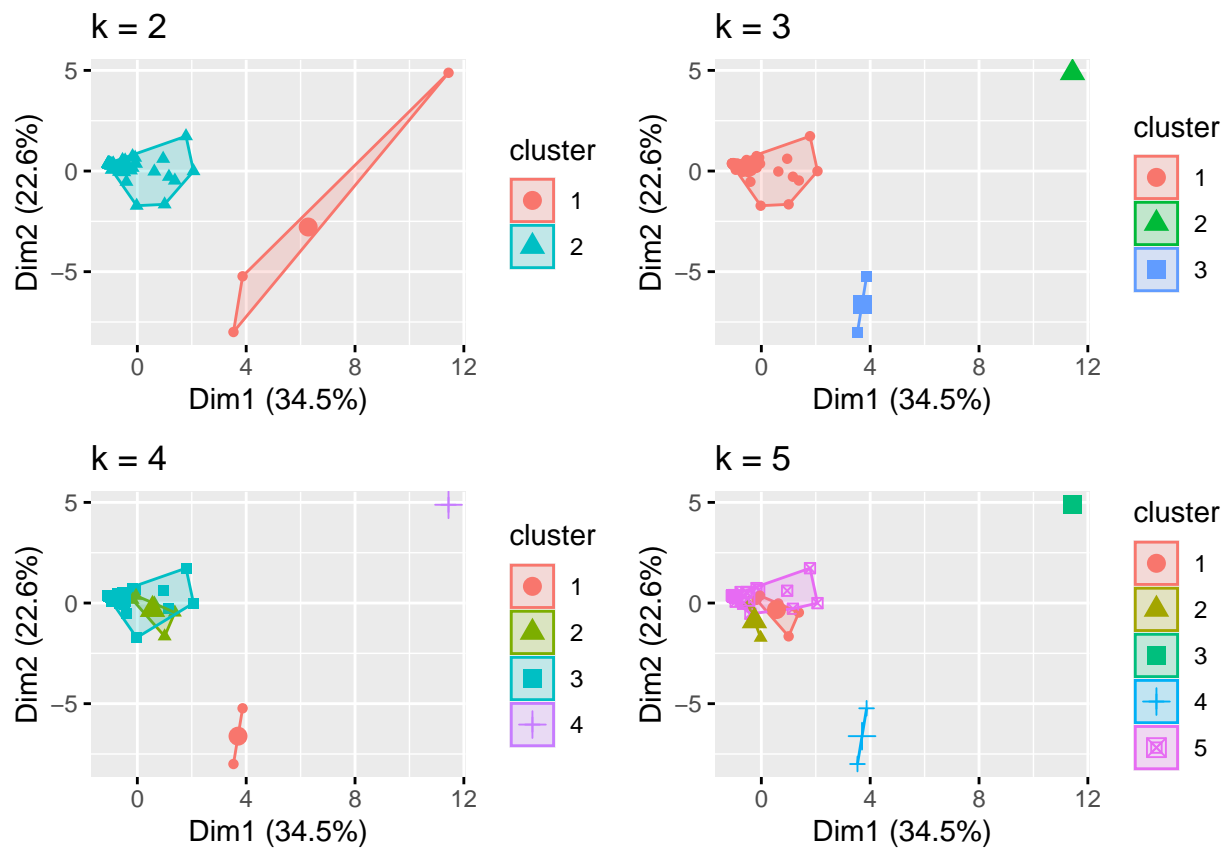 k = 2
5
0
−5
0 4 8 12
Dim1 (34.5%)
Dim2 (22.6%)
cluster
1
2
k = 3
5
0
−5
0 4 8 12
Dim1 (34.5%)
Dim2 (22.6%)
cluster
1
2
3
k = 4
5
0
−5
0 4 8 12
Dim1 (34.5%)
Dim2 (22.6%)
cluster
1
2
3
4
k = 5
5
0
−5
0 4 8 12
Dim1 (34.5%)
Dim2 (22.6%)
cluster
1
2
3
4
5